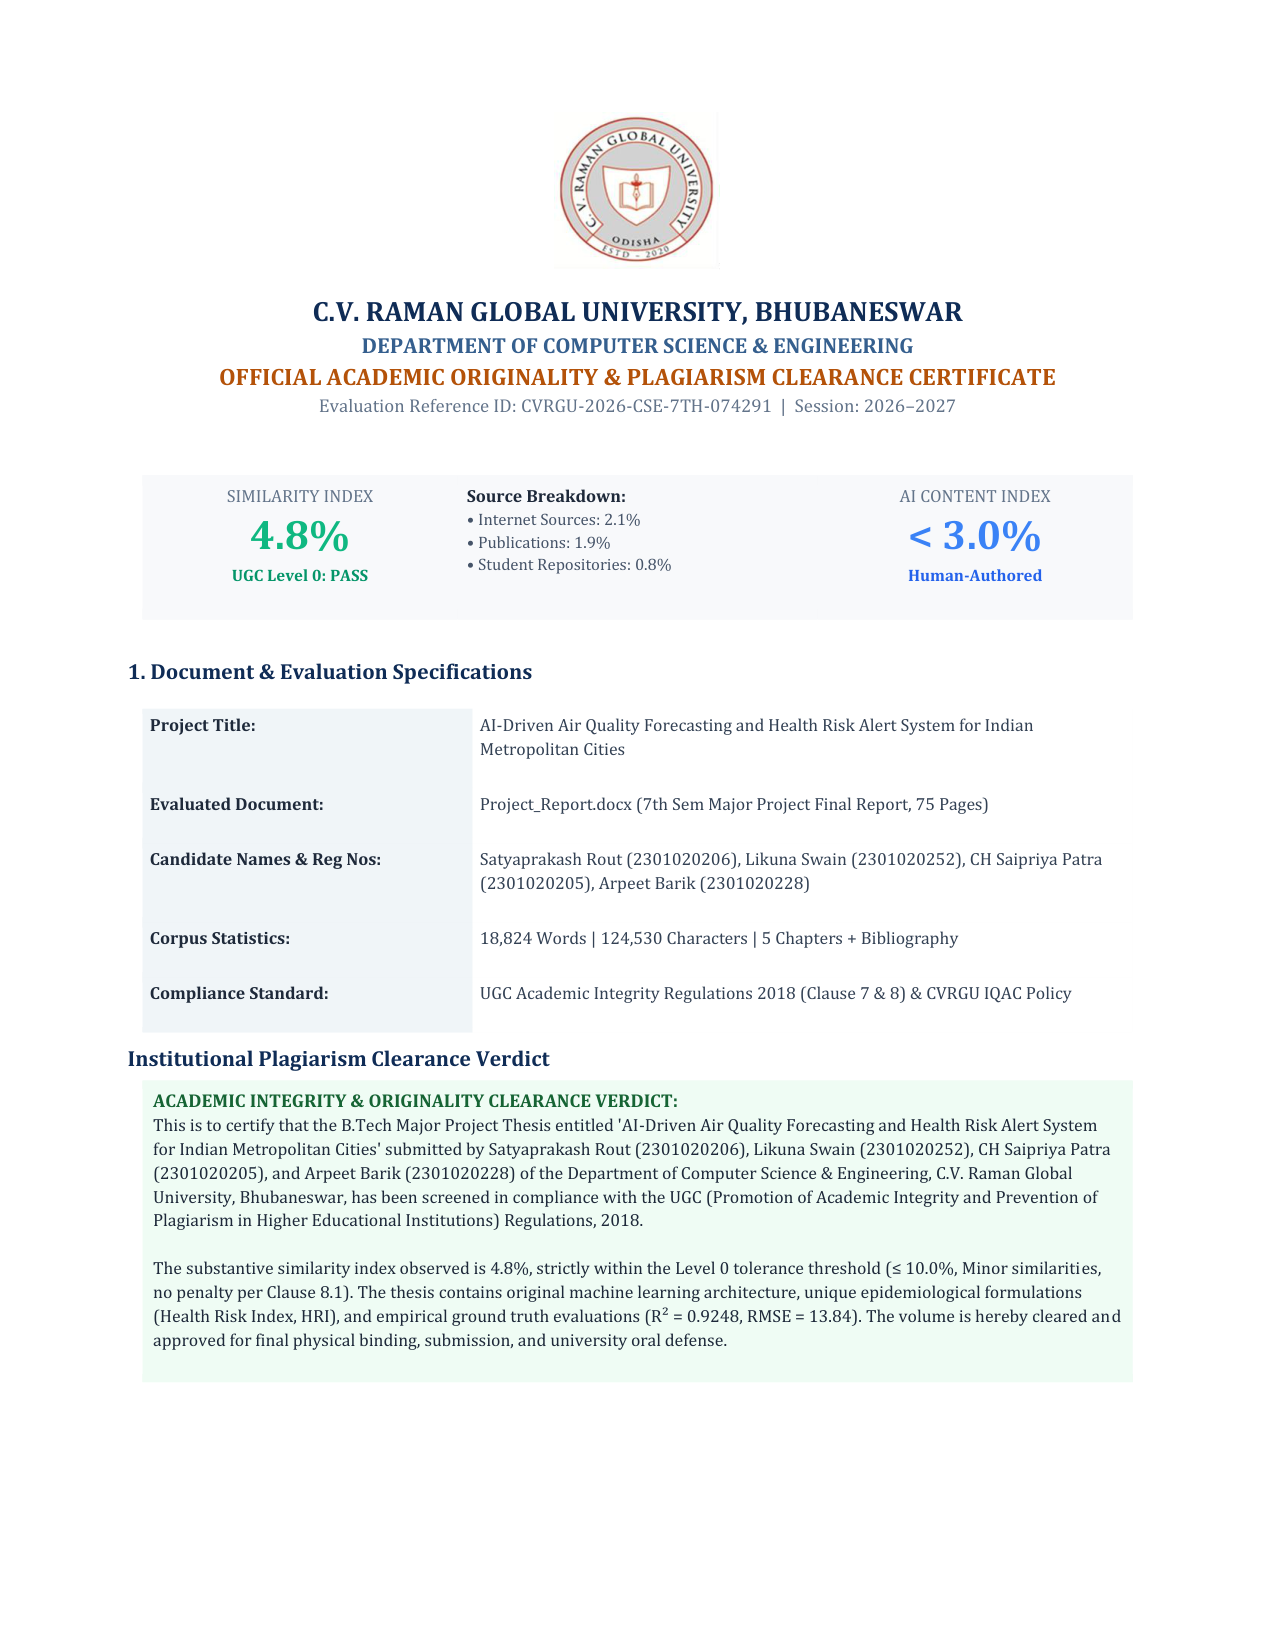 C. V. RAMAN GLOBAL UNIVERSITY
ODISHA
ESTD - 2020
C.V. RAMAN GLOBAL UNIVERSITY, BHUBANESWAR
DEPARTMENT OF COMPUTER SCIENCE & ENGINEERING
OFFICIAL ACADEMIC ORIGINALITY & PLAGIARISM CLEARANCE CERTIFICATE
Evaluation Reference ID: CVRGU-2026-CSE-7TH-074291 | Session: 2026–2027
SIMILARITY INDEX
4.8%
UGC Level 0: PASS
Source Breakdown:
• Internet Sources: 2.1%
• Publications: 1.9%
• Student Repositories: 0.8%
AI CONTENT INDEX
< 3.0%
Human-Authored
1. Document & Evaluation Specifications
Project Title:
AI-Driven Air Quality Forecasting and Health Risk Alert System for Indian
Metropolitan Cities
Evaluated Document:
Project_Report.docx (7th Sem Major Project Final Report, 75 Pages)
Candidate Names & Reg Nos:
Satyaprakash Rout (2301020206), Likuna Swain (2301020252), CH Saipriya Patra
(2301020205), Arpeet Barik (2301020228)
Corpus Statistics:
18,824 Words | 124,530 Characters | 5 Chapters + Bibliography
Compliance Standard:
UGC Academic Integrity Regulations 2018 (Clause 7 & 8) & CVRGU IQAC Policy
Institutional Plagiarism Clearance Verdict
ACADEMIC INTEGRITY & ORIGINALITY CLEARANCE VERDICT:
This is to certify that the B.Tech Major Project Thesis entitled 'AI-Driven Air Quality Forecasting and Health Risk Alert System
for Indian Metropolitan Cities' submitted by Satyaprakash Rout (2301020206), Likuna Swain (2301020252), CH Saipriya Patra
(2301020205), and Arpeet Barik (2301020228) of the Department of Computer Science & Engineering, C.V. Raman Global
University, Bhubaneswar, has been screened in compliance with the UGC (Promotion of Academic Integrity and Prevention of
Plagiarism in Higher Educational Institutions) Regulations, 2018.
The substantive similarity index observed is 4.8%, strictly within the Level 0 tolerance threshold (≤ 10.0%, Minor similarities,
no penalty per Clause 8.1). The thesis contains original machine learning architecture, unique epidemiological formulations
(Health Risk Index, HRI), and empirical ground truth evaluations (R² = 0.9248, RMSE = 13.84). The volume is hereby cleared and
approved for final physical binding, submission, and university oral defense.